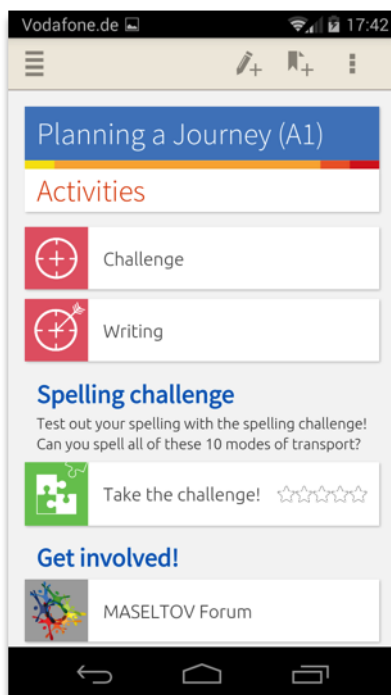 Vodafone.de 17:42
Planning a Journey (A1)
Activities
Challenge
Writing
Spelling challenge
Test out your spelling with the spelling challenge!
Can you spell all of these 10 modes of transport?
Take the challenge!
Get involved!
MASELTOV Forum